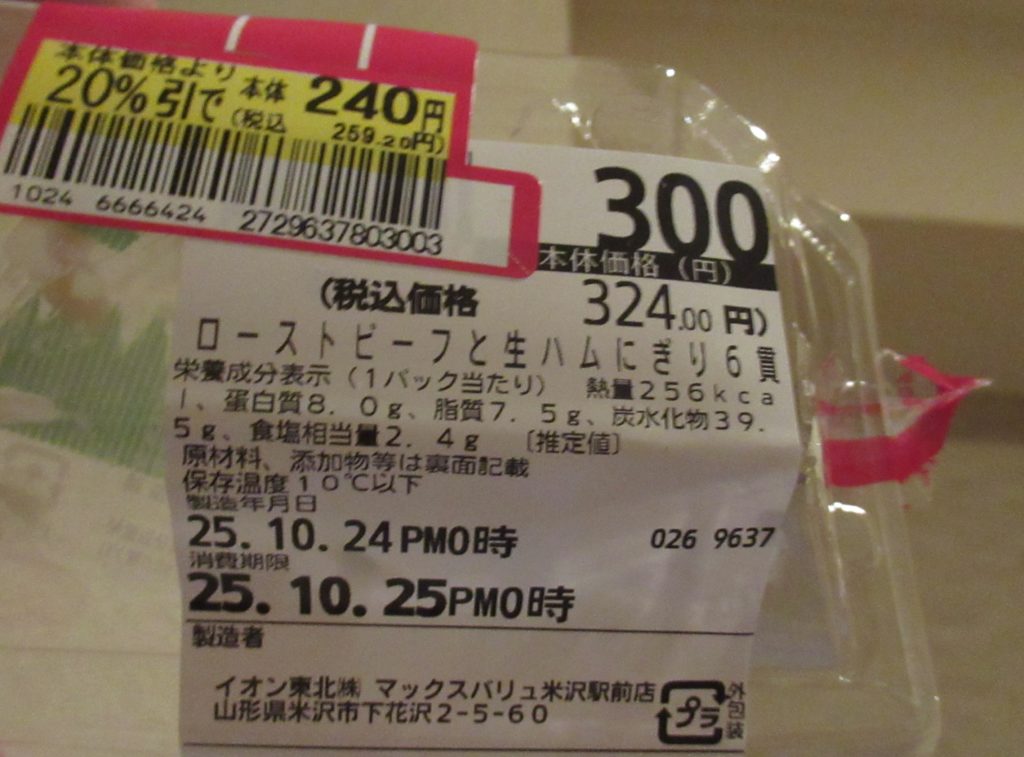 本体価格より
20%引で 本体 240円
(税込 259.20円)
1024 6666424 2729637803003
300
本体価格(円)
(税込価格 324.00円)
ローストビーフと生ハムにぎり6貫
栄養成分表示(1パック当たり) 熱量256kca
l、蛋白質8.0g、脂質7.5g、炭水化物39.
5g、食塩相当量2.4g 〔推定値〕
原材料、添加物等は裏面記載
保存温度10℃以下
製造年月日
25.10.24PM0時 026 9637
消費期限
25.10.25PM0時
製造者
イオン東北㈱ マックスバリュ米沢駅前店
山形県米沢市下花沢2-5-60
プラ
外包装